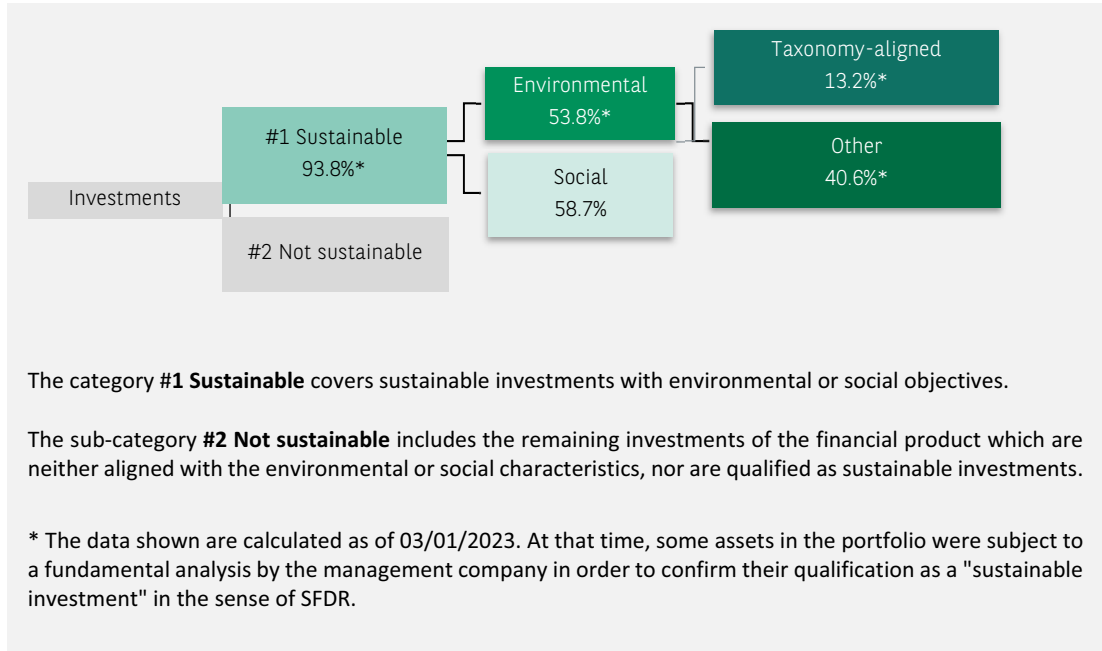 Taxonomy-aligned
13.2%*
Environmental
53.8%*
#1 Sustainable
93.8%*
Other
40.6%*
Social
58.7%
Investments
#2 Not sustainable
The category #1 Sustainable covers sustainable investments with environmental or social objectives.
The sub-category #2 Not sustainable includes the remaining investments of the financial product which are
neither aligned with the environmental or social characteristics, nor are qualified as sustainable investments.
* The data shown are calculated as of 03/01/2023. At that time, some assets in the portfolio were subject to
a fundamental analysis by the management company in order to confirm their qualification as a "sustainable
investment" in the sense of SFDR.